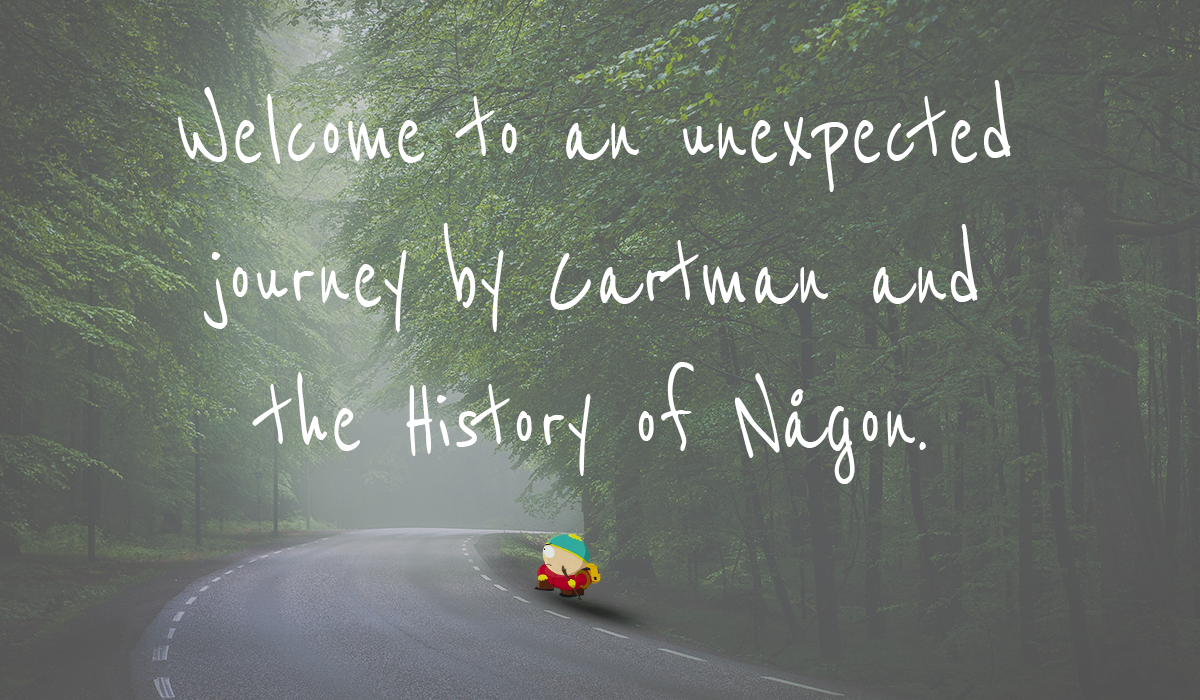 Welcome to an unexpected
journey by Cartman and
the History of Någon.